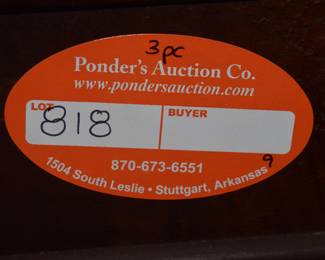 3pc
Ponder's Auction Co.
www.pondersauction.com
LOT BUYER
818
870-673-6551
9
1504 South Leslie • Stuttgart, Arkansas